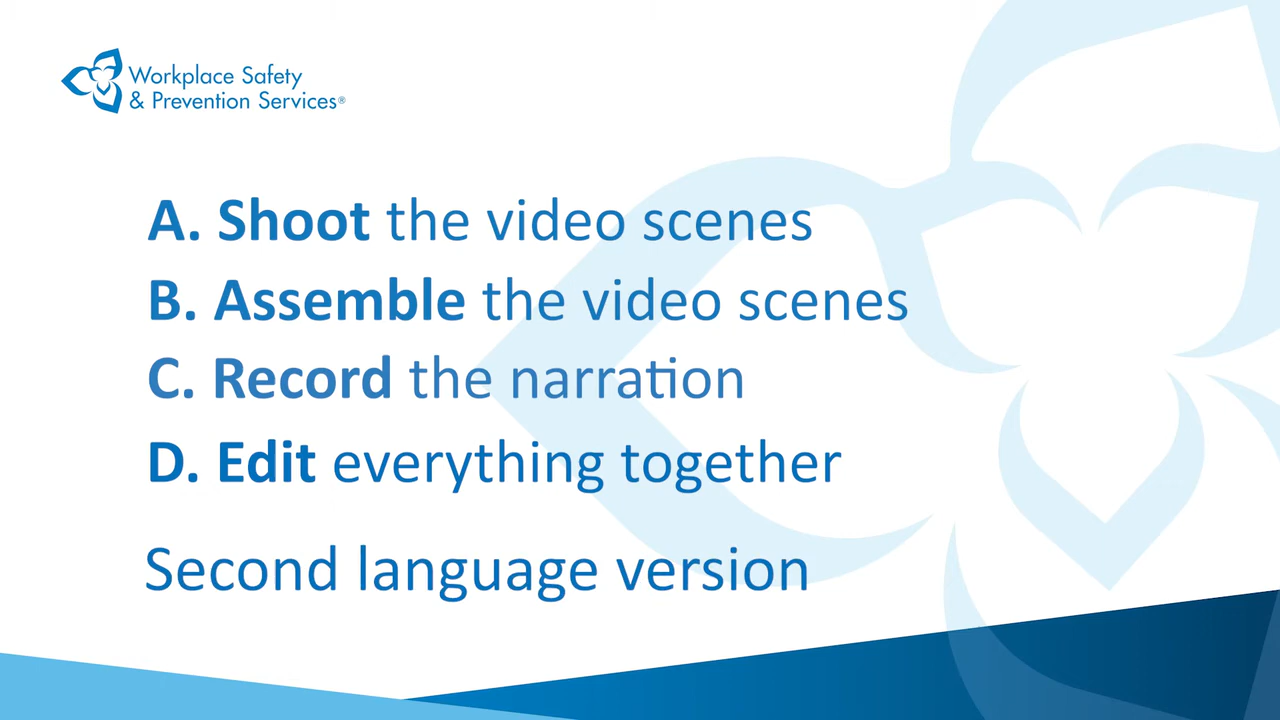 Workplace Safety
& Prevention Services®
A. Shoot the video scenes
B. Assemble the video scenes
C. Record the narration
D. Edit everything together
Second language version